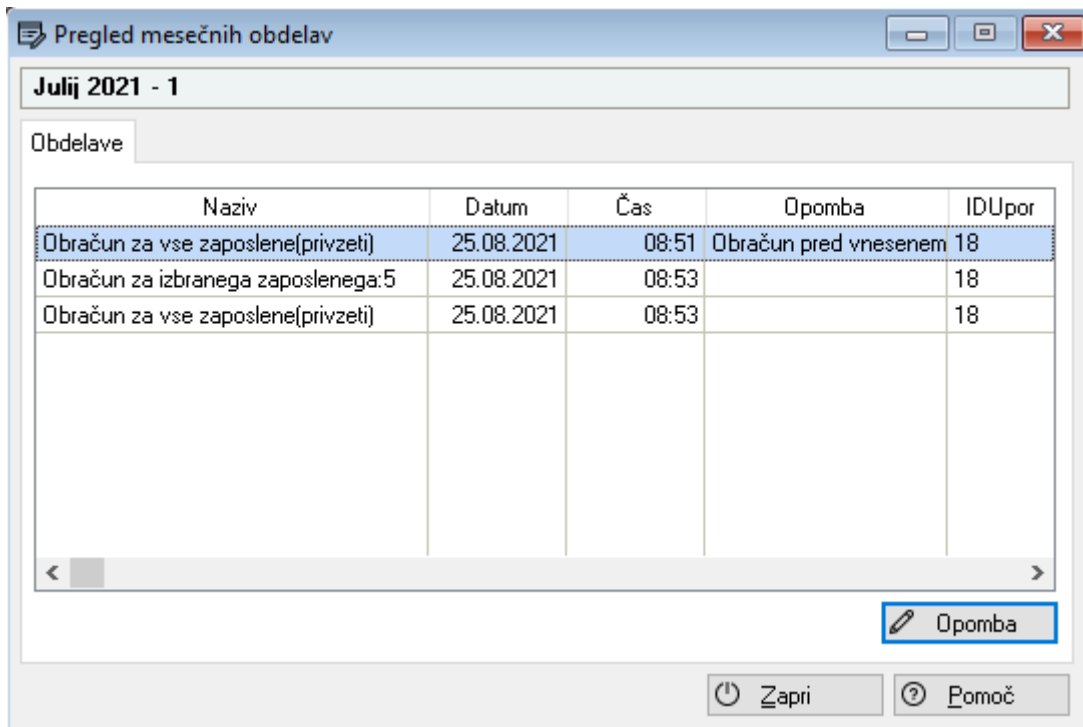 Pregled mesečnih obdelav
Julij 2021 - 1
Obdelave
Naziv Datum Čas Opomba IDUpor
Obračun za vse zaposlene(privzeti) 25.08.2021 08:51 Obračun pred vnesenem 18
Obračun za izbranega zaposlenega:5 25.08.2021 08:53 18
Obračun za vse zaposlene(privzeti) 25.08.2021 08:53 18
Opomba
Zapri Pomoč